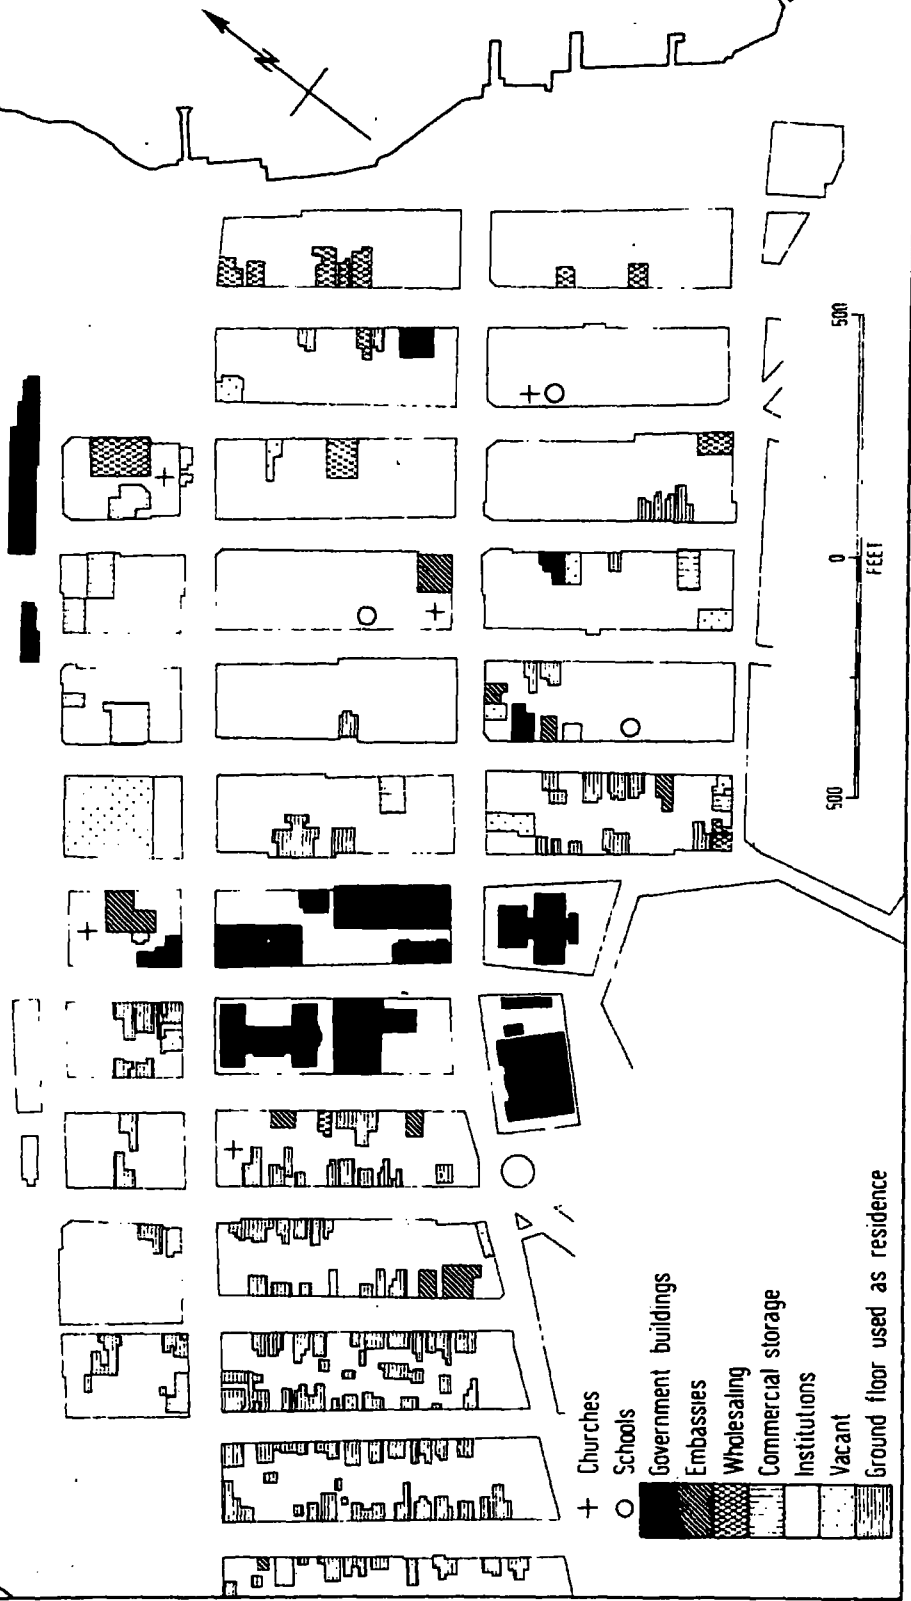 N
500
0
FEET
500
Churches
Schools
Government buildings
Embassies
Wholesaling
Commercial storage
Institutions
Vacant
Ground floor used as residence